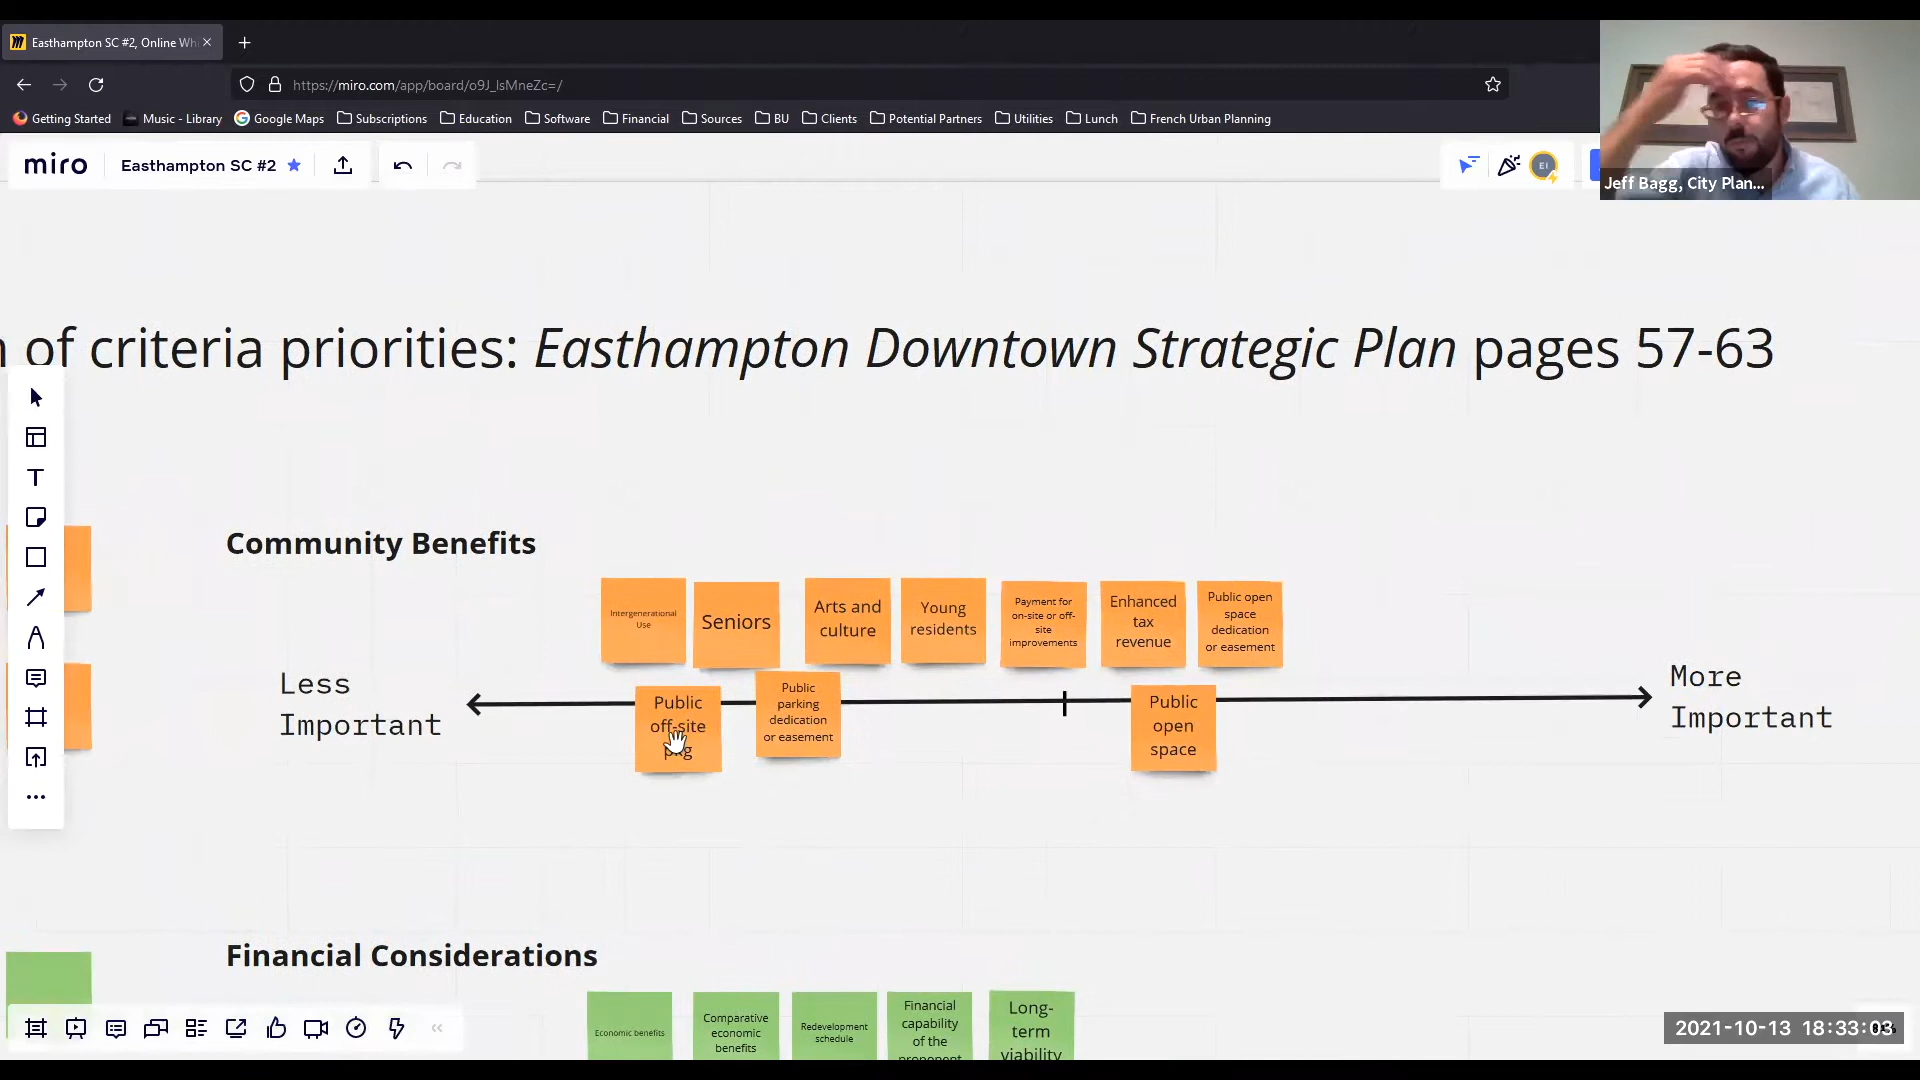 Easthampton SC #2, Online Whi
https://miro.com/app/board/o9J_lsMneZc=/
Getting Started
Music - Library
Google Maps
Subscriptions
Education
Software
Financial
Sources
BU
Clients
Potential Partners
Utilities
Lunch
French Urban Planning
miro
Easthampton SC #2
EI
Jeff Bagg, City Plan...
of criteria priorities: Easthampton Downtown Strategic Plan pages 57-63
T
Community Benefits
Intergenerational
Use
Seniors
Arts and
culture
Young
residents
Payment for
on-site or off-
site
improvements
Enhanced
tax
revenue
Public open
space
dedication
or easement
Less
Important
Public
off-site
pkg
Public
parking
dedication
or easement
Public
open
space
More
Important
Financial Considerations
Economic benefits
Comparative
economic
benefits
Redevelopment
schedule
Financial
capability
of the
proponent
Long-
term
viability
2021-10-13 18:33:03